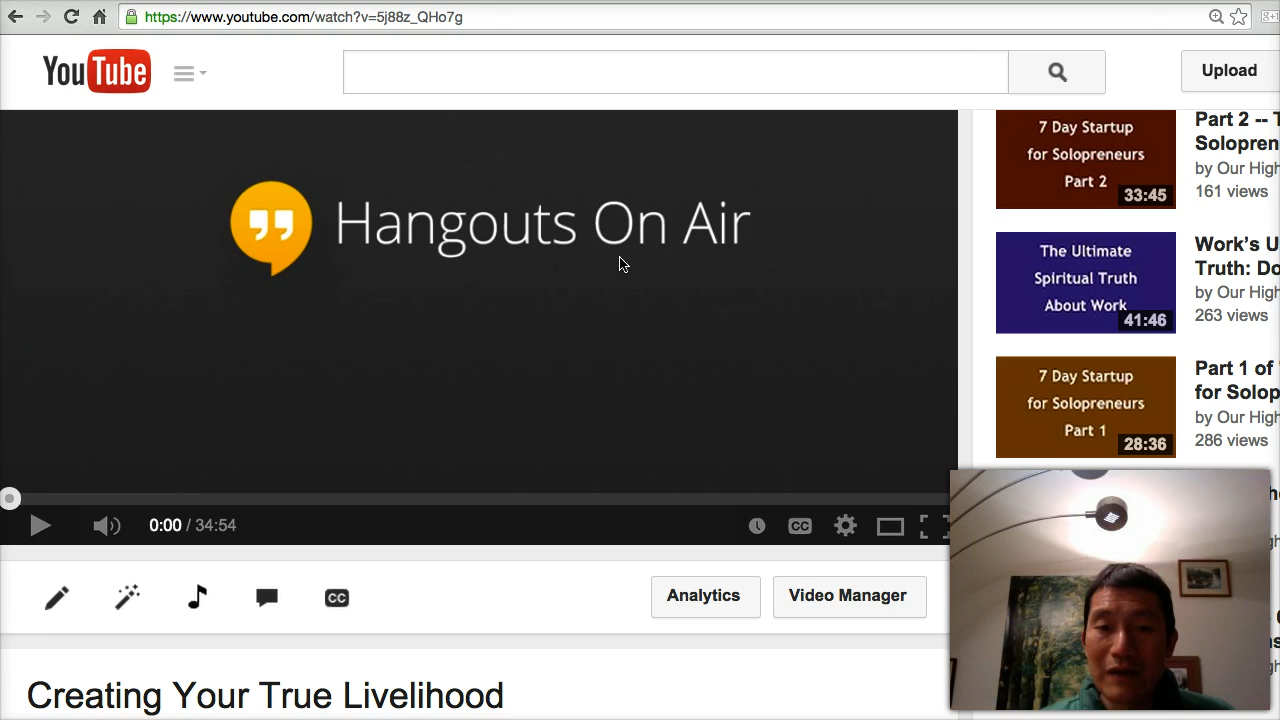 https://www.youtube.com/watch?v=5j88z_QHo7g
YouTube
Upload
Hangouts On Air
0:00 / 34:54
CC
CC
Analytics
Video Manager
Creating Your True Livelihood
7 Day Startup
for Solopreneurs
Part 2
33:45
Part 2 --
Solopren
by Our High
161 views
The Ultimate
Spiritual Truth
About Work
41:46
Work’s U
Truth: Do
by Our High
263 views
7 Day Startup
for Solopreneurs
Part 1
28:36
Part 1 of
for Solop
by Our High
286 views